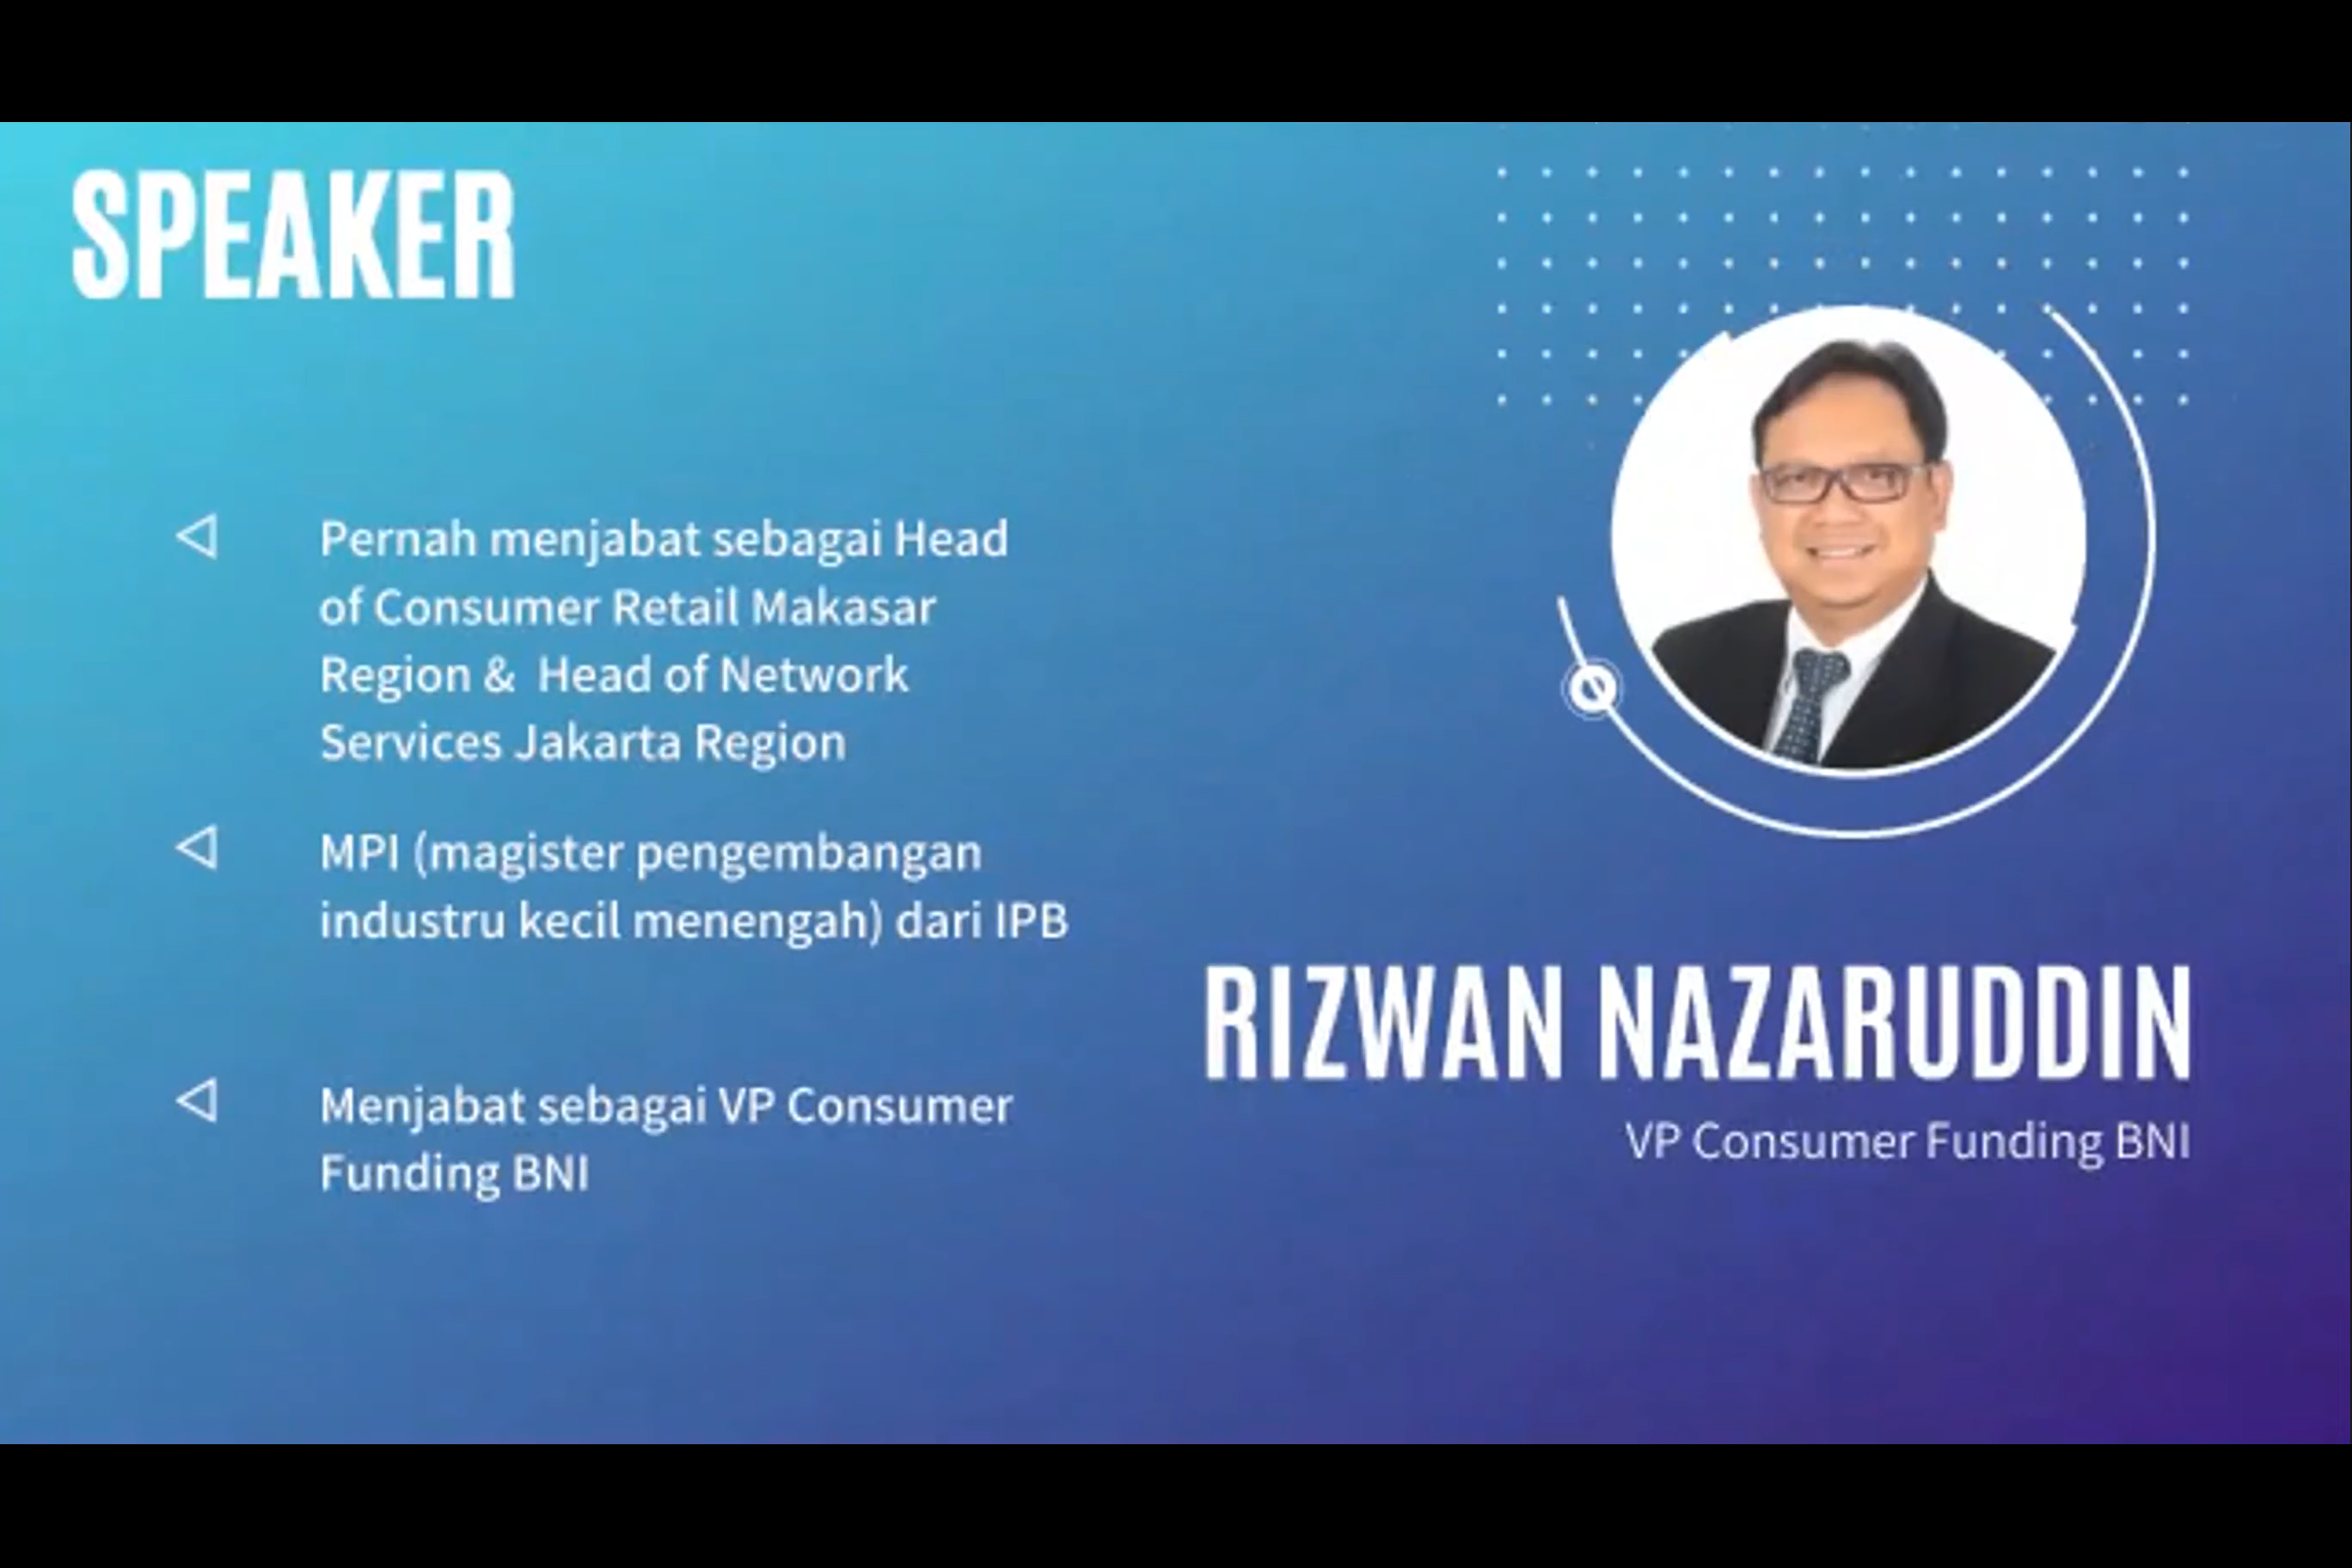 SPEAKER
Pernah menjabat sebagai Head
of Consumer Retail Makasar
Region & Head of Network
Services Jakarta Region
MPI (magister pengembangan
industru kecil menengah) dari IPB
Menjabat sebagai VP Consumer
Funding BNI
RIZWAN NAZARUDDIN
VP Consumer Funding BNI